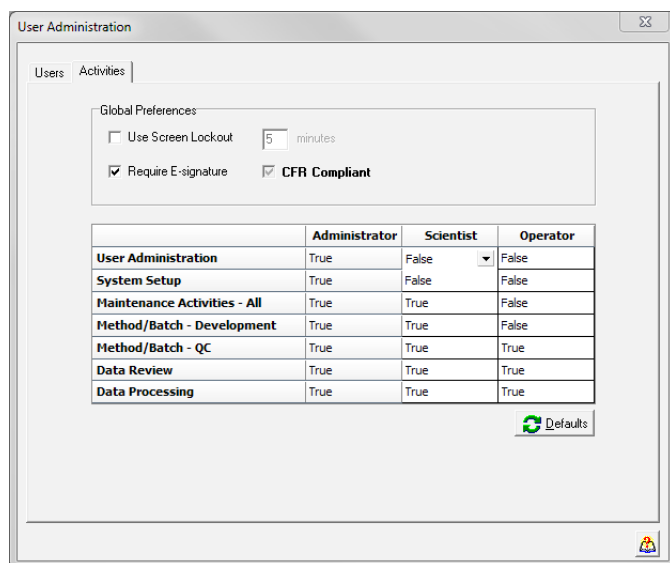 User Administration
Users Activities
Global Preferences
Use Screen Lockout 5 minutes
Require E-signature CFR Compliant
Administrator Scientist Operator
User Administration True False False
System Setup True False False
Maintenance Activities - All True True False
Method/Batch - Development True True False
Method/Batch - QC True True True
Data Review True True True
Data Processing True True True
Defaults